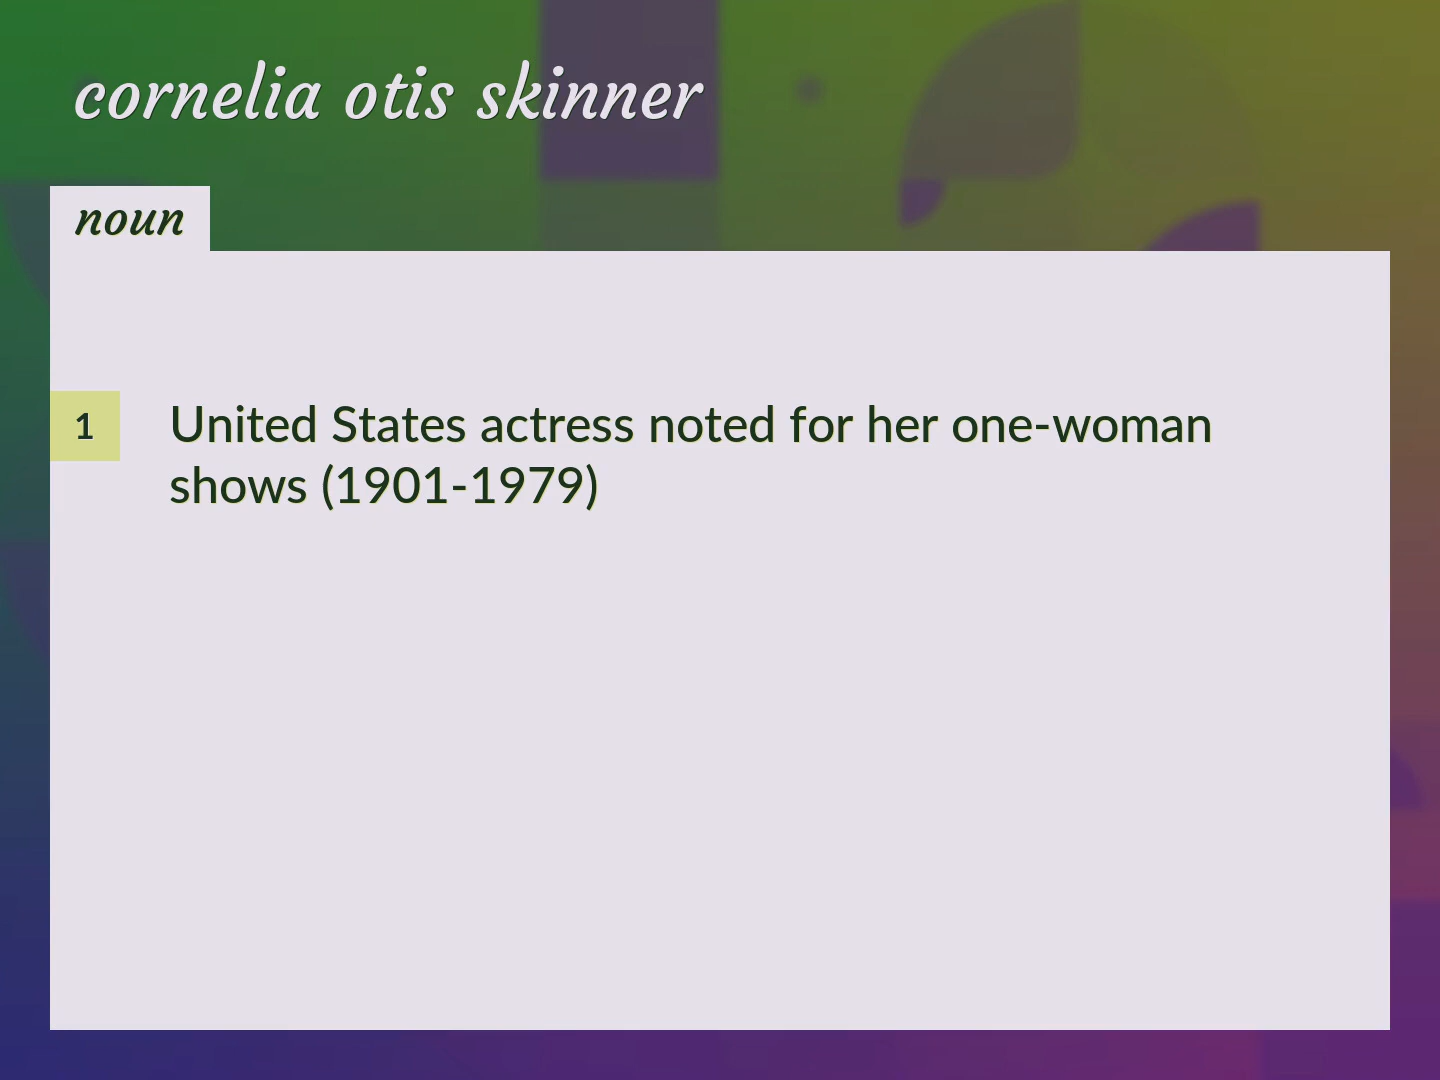 cornelia otis skinner
noun
1
United States actress noted for her one-woman
shows (1901-1979)